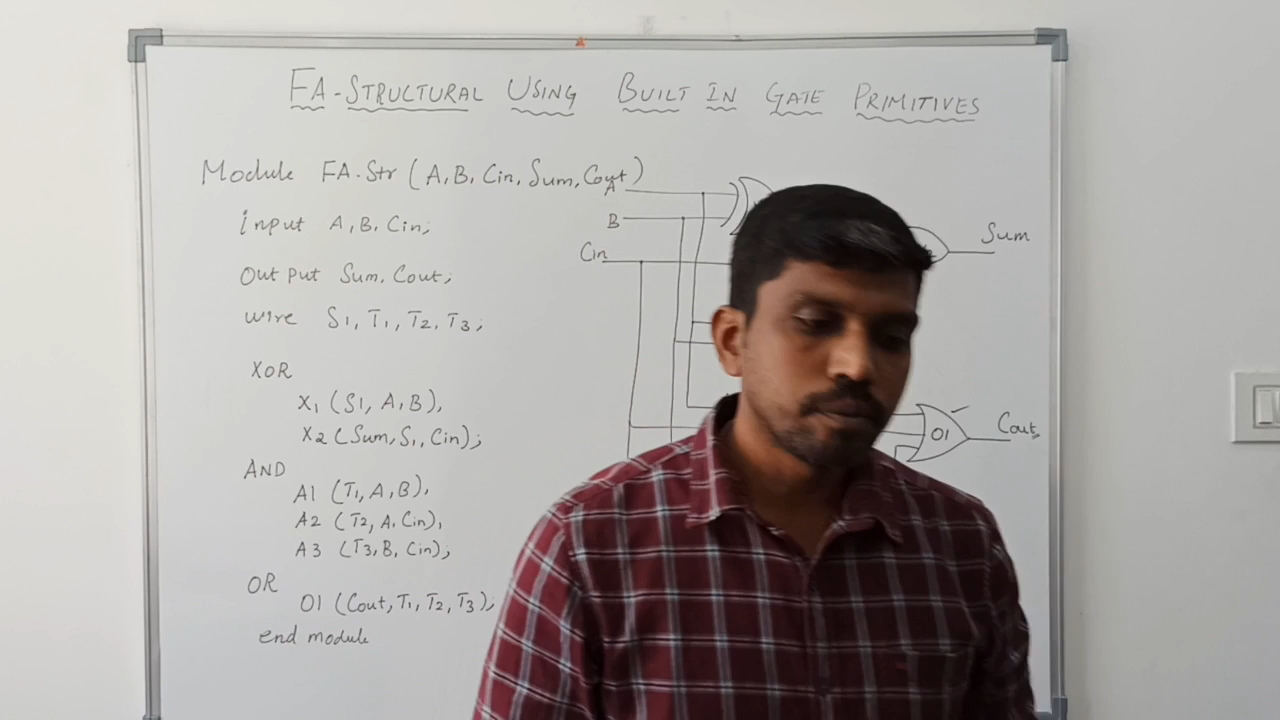 FA-STRUCTURAL USING BUILT IN GATE PRIMITIVES
Module FA-Str (A,B, Cin, Sum, Cout)
input A,B, Cin;
Out put Sum, Cout;
wire S1, T1, T2, T3;
XOR
X1 (S1, A, B),
X2 (Sum, S1, Cin);
AND
A1 (T1, A, B),
A2 (T2, A, Cin),
A3 (T3, B, Cin);
OR
O1 (Cout, T1, T2, T3);
end module
A
B
Cin
Sum
O1
Cout